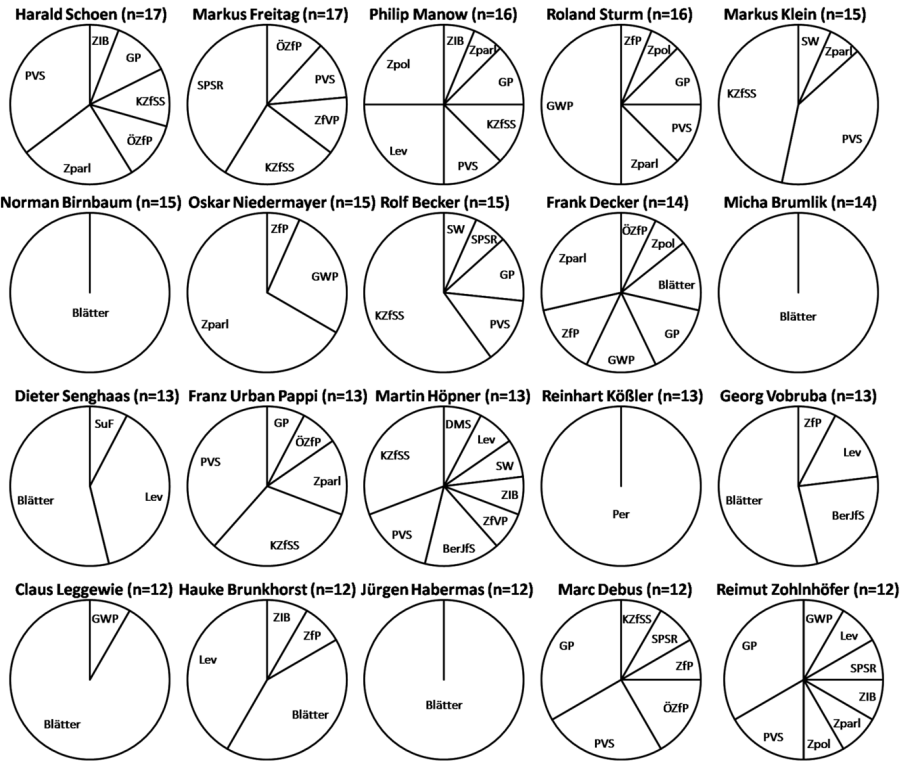 Harald Schoen (n=17)
ZIB
GP
KZfSS
ÖZfP
Zparl
PVS
Markus Freitag (n=17)
ÖZfP
PVS
ZfVP
KZfSS
SPSR
Philip Manow (n=16)
ZIB
Zparl
GP
KZfSS
PVS
Lev
Zpol
Roland Sturm (n=16)
ZfP
Zpol
GP
PVS
Zparl
GWP
Markus Klein (n=15)
SW
Zparl
PVS
KZfSS
Norman Birnbaum (n=15)
Blätter
Oskar Niedermayer (n=15)
ZfP
GWP
Zparl
Rolf Becker (n=15)
SW
SPSR
GP
PVS
KZfSS
Frank Decker (n=14)
ÖZfP
Zpol
Blätter
GP
GWP
ZfP
Zparl
Micha Brumlik (n=14)
Blätter
Dieter Senghaas (n=13)
SuF
Lev
Blätter
Franz Urban Pappi (n=13)
GP
ÖZfP
Zparl
KZfSS
PVS
Martin Höpner (n=13)
DMS
Lev
SW
ZIB
ZfVP
BerJfS
PVS
KZfSS
Reinhart Kößler (n=13)
Per
Georg Vobruba (n=13)
ZfP
Lev
BerJfS
Blätter
Claus Leggewie (n=12)
GWP
Blätter
Hauke Brunkhorst (n=12)
ZIB
ZfP
Blätter
Lev
Jürgen Habermas (n=12)
Blätter
Marc Debus (n=12)
KZfSS
SPSR
ZfP
ÖZfP
PVS
GP
Reimut Zohlnhöfer (n=12)
GWP
Lev
SPSR
ZIB
Zparl
Zpol
PVS
GP